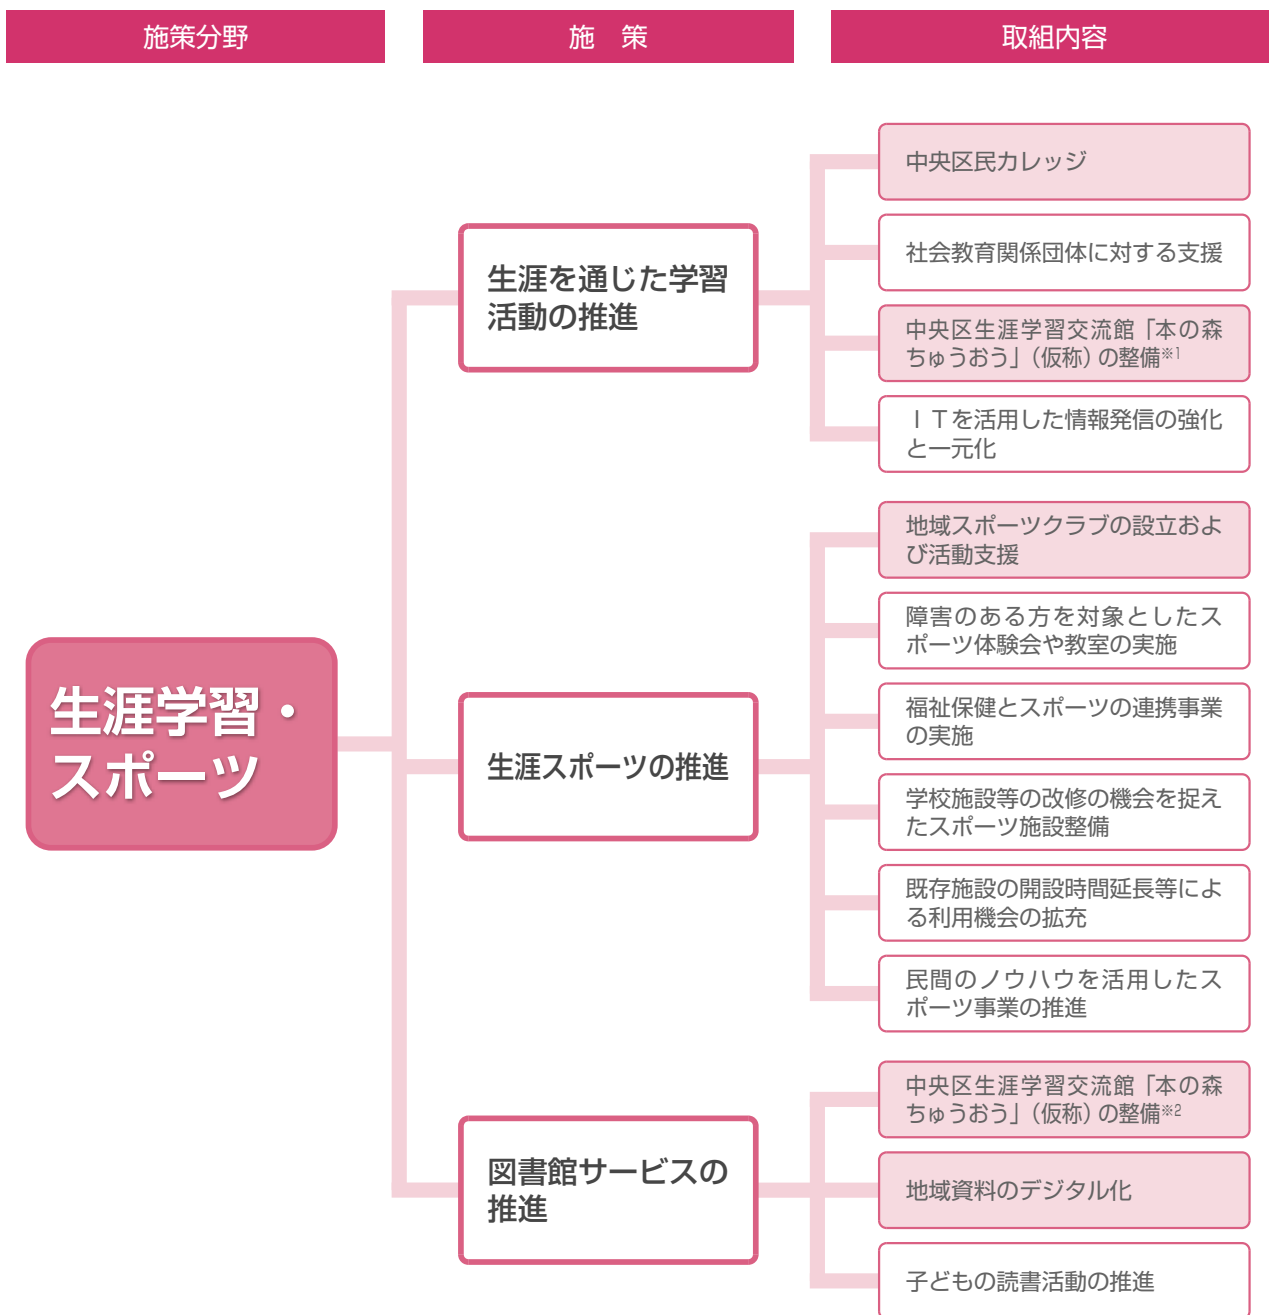 施策分野
施　策
取組内容
生涯学習・
スポーツ
生涯を通じた学習
活動の推進
中央区民カレッジ
社会教育関係団体に対する支援
中央区生涯学習交流館「本の森
ちゅうおう」（仮称）の整備※1
ＩＴを活用した情報発信の強化
と一元化
生涯スポーツの推進
地域スポーツクラブの設立およ
び活動支援
障害のある方を対象としたス
ポーツ体験会や教室の実施
福祉保健とスポーツの連携事業
の実施
学校施設等の改修の機会を捉え
たスポーツ施設整備
既存施設の開設時間延長等によ
る利用機会の拡充
民間のノウハウを活用したス
ポーツ事業の推進
図書館サービスの
推進
中央区生涯学習交流館「本の森
ちゅうおう」（仮称）の整備※2
地域資料のデジタル化
子どもの読書活動の推進